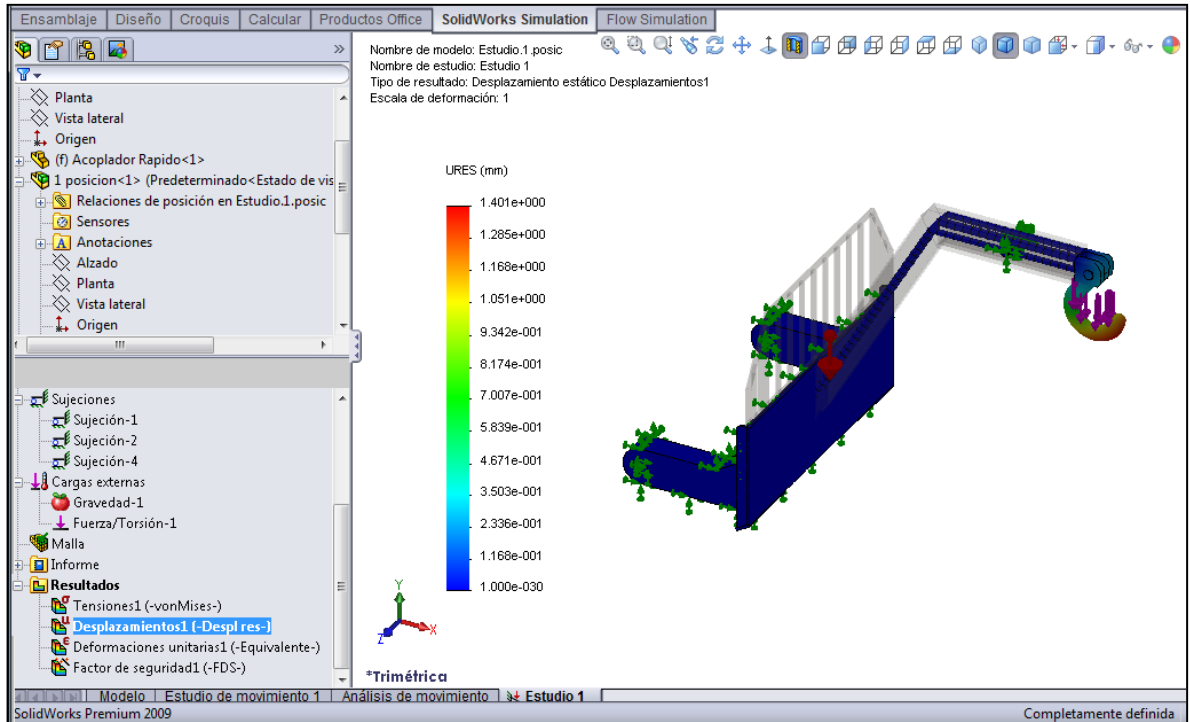 Ensamblaje Diseño Croquis Calcular Productos Office SolidWorks Simulation Flow Simulation
Planta
Vista lateral
Origen
(f) Acoplador Rapido<1>
1 posicion<1> (Predeterminado<Estado de vis
Relaciones de posición en Estudio.1.posic
Sensores
Anotaciones
Alzado
Planta
Vista lateral
Origen
Sujeciones
Sujeción-1
Sujeción-2
Sujeción-4
Cargas externas
Gravedad-1
Fuerza/Torsión-1
Malla
Informe
Resultados
Tensiones1 (-vonMises-)
Desplazamientos1 (-Despl res-)
Deformaciones unitarias1 (-Equivalente-)
Factor de seguridad1 (-FDS-)
Nombre de modelo: Estudio.1.posic
Nombre de estudio: Estudio 1
Tipo de resultado: Desplazamiento estático Desplazamientos1
Escala de deformación: 1
URES (mm)
1.401e+000
1.285e+000
1.168e+000
1.051e+000
9.342e-001
8.174e-001
7.007e-001
5.839e-001
4.671e-001
3.503e-001
2.336e-001
1.168e-001
1.000e-030
Y
X
Z
*Trimétrica
Modelo Estudio de movimiento 1 Análisis de movimiento Estudio 1
SolidWorks Premium 2009 Completamente definida